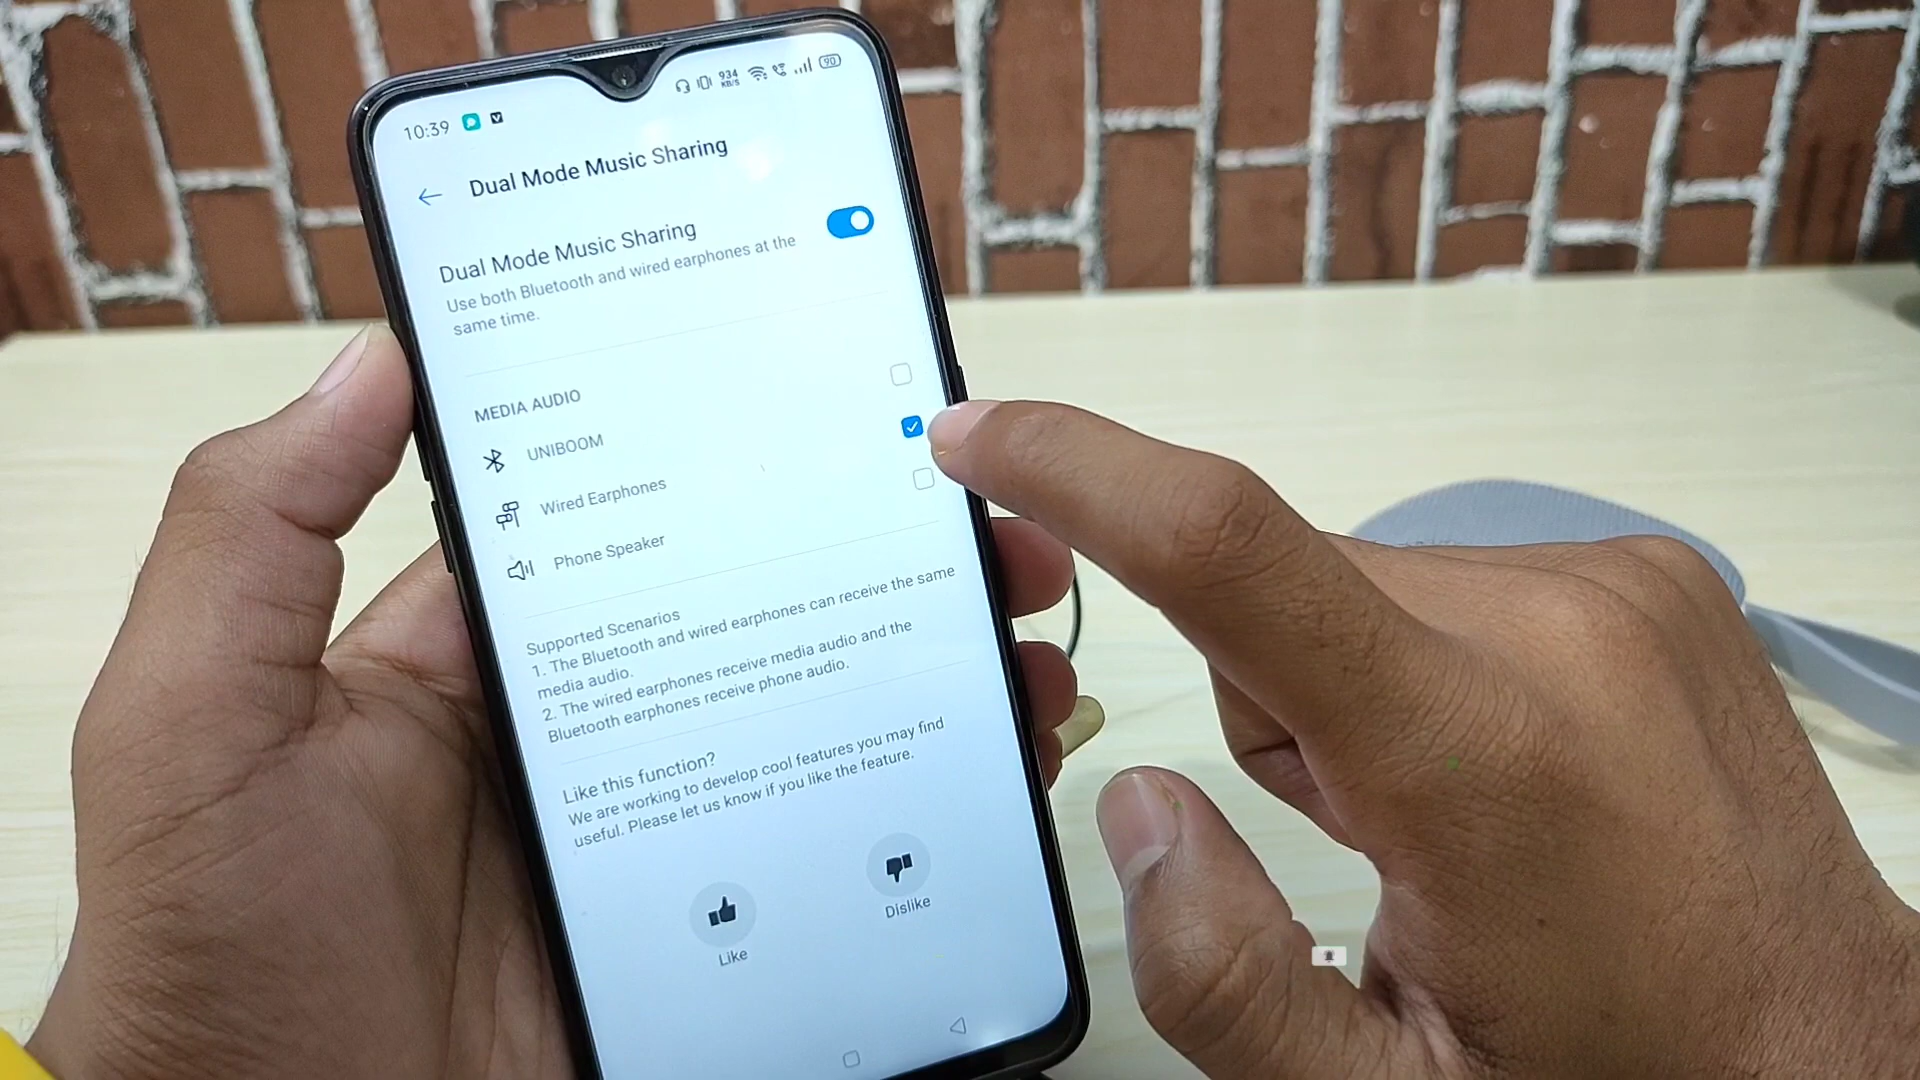 10:39
934
KB/S
90
Dual Mode Music Sharing
Dual Mode Music Sharing
Use both Bluetooth and wired earphones at the
same time.
MEDIA AUDIO
UNIBOOM
Wired Earphones
Phone Speaker
Supported Scenarios
1. The Bluetooth and wired earphones can receive the same
media audio.
2. The wired earphones receive media audio and the
Bluetooth earphones receive phone audio.
Like this function?
We are working to develop cool features you may find
useful. Please let us know if you like the feature.
Like
Dislike